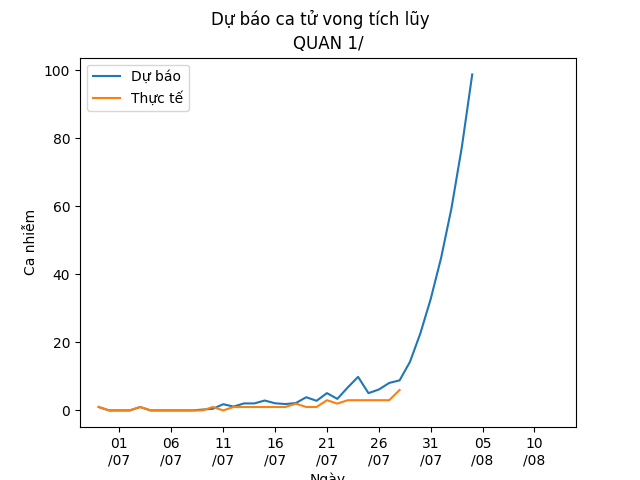 Dự báo ca tử vong tích lũy
QUAN 1/
Dự báo
Thực tế
Ca nhiễm
100
80
60
40
20
0
01 06 11 16 21 26 31 05 10
/07 /07 /07 /07 /07 /07 /07 /08 /08
Ngày